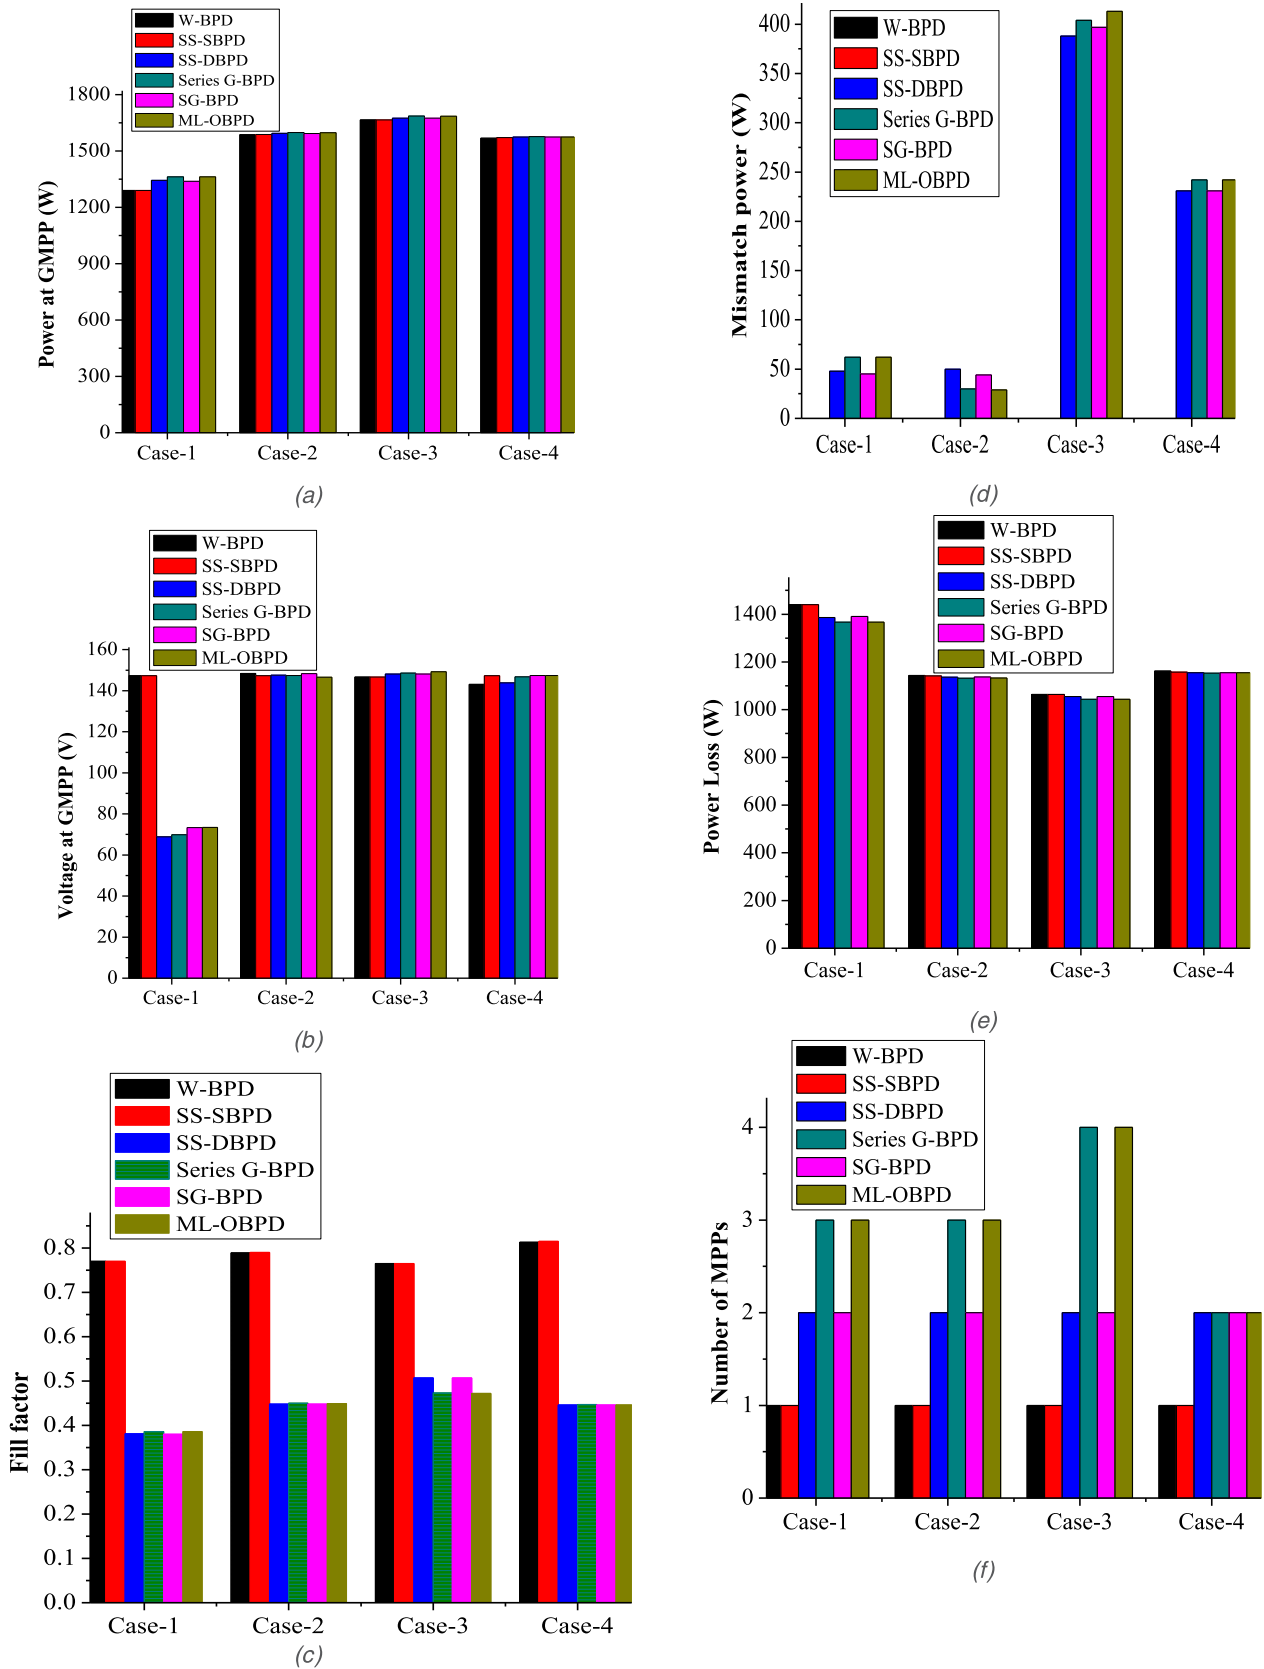 W-BPD
SS-SBPD
SS-DBPD
Series G-BPD
SG-BPD
ML-OBPD
1800
1500
1200
900
600
300
0
Power at GMPP (W)
Case-1 Case-2 Case-3 Case-4
(a)
W-BPD
SS-SBPD
SS-DBPD
Series G-BPD
SG-BPD
ML-OBPD
160
140
120
100
80
60
40
20
0
Voltage at GMPP (V)
Case-1 Case-2 Case-3 Case-4
(b)
W-BPD
SS-SBPD
SS-DBPD
Series G-BPD
SG-BPD
ML-OBPD
0.8
0.7
0.6
0.5
0.4
0.3
0.2
0.1
0.0
Fill factor
Case-1 Case-2 Case-3 Case-4
(c)
W-BPD
SS-SBPD
SS-DBPD
Series G-BPD
SG-BPD
ML-OBPD
400
350
300
250
200
150
100
50
0
Mismatch power (W)
Case-1 Case-2 Case-3 Case-4
(d)
W-BPD
SS-SBPD
SS-DBPD
Series G-BPD
SG-BPD
ML-OBPD
1400
1200
1000
800
600
400
200
0
Power Loss (W)
Case-1 Case-2 Case-3 Case-4
(e)
W-BPD
SS-SBPD
SS-DBPD
Series G-BPD
SG-BPD
ML-OBPD
4
3
2
1
0
Number of MPPs
Case-1 Case-2 Case-3 Case-4
(f)